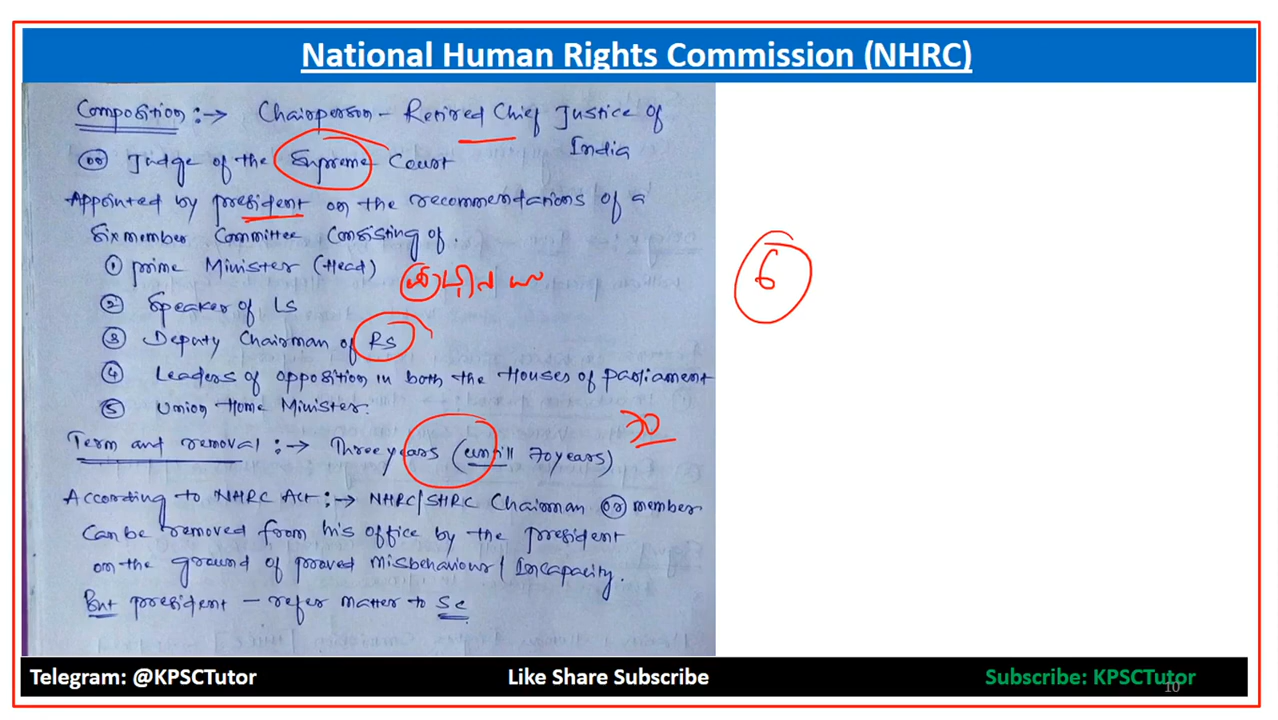 National Human Rights Commission (NHRC)
Composition :→ Chairperson - Retired Chief Justice of
India
(or) Judge of the Supreme Court
Appointed by president on the recommendations of a
Six member Committee Consisting of.
① prime Minister (Head)
② Speaker of LS
③ Deputy Chairman of RS
④ Leaders of opposition in both the Houses of parliament
⑤ Union Home Minister.
6
70
Term and removal :→ Three years (untill 70 years)
According to NHRC Act :→ NHRC/SHRC Chairman (or) member
Can be removed from his office by the president
on the ground of proved misbehaviour/ Incapacity.
But president - refer matter to SC
Telegram: @KPSCTutor
Like Share Subscribe
Subscribe: KPSCTutor
10